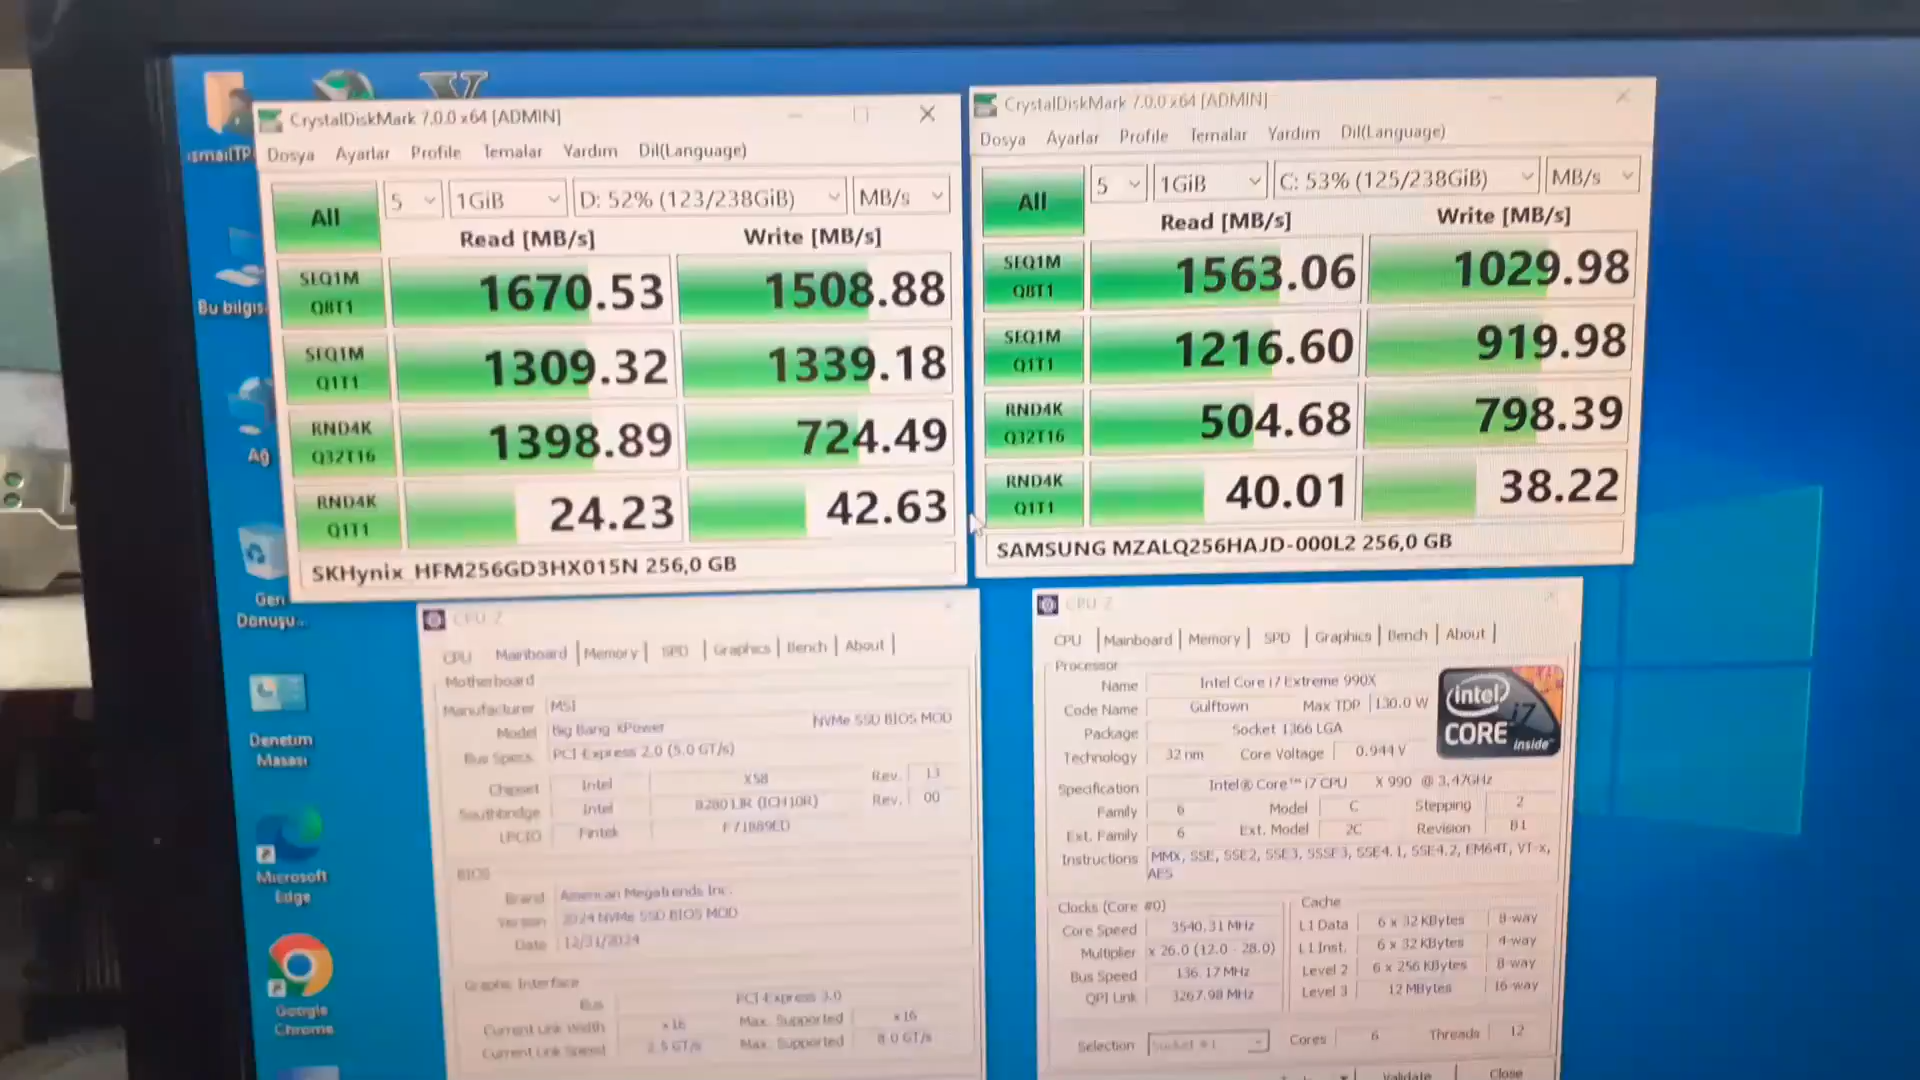 ismailTP
Bu bilgis
Ağ
Geri
Dönüşü...
Denetim
Masası
Microsoft
Edge
Google
Chrome
CrystalDiskMark 7.0.0 x64 [ADMIN]
Dosya Ayarlar Profile Temalar Yardım Dil(Language)
All 5 1GiB D: 52% (123/238GiB) MB/s
Read [MB/s] Write [MB/s]
SEQ1M
Q8T1 1670.53 1508.88
SEQ1M
Q1T1 1309.32 1339.18
RND4K
Q32T16 1398.89 724.49
RND4K
Q1T1 24.23 42.63
SKHynix_HFM256GD3HX015N 256,0 GB
CrystalDiskMark 7.0.0 x64 [ADMIN]
Dosya Ayarlar Profile Temalar Yardım Dil(Language)
All 5 1GiB C: 53% (125/238GiB) MB/s
Read [MB/s] Write [MB/s]
SEQ1M
Q8T1 1563.06 1029.98
SEQ1M
Q1T1 1216.60 919.98
RND4K
Q32T16 504.68 798.39
RND4K
Q1T1 40.01 38.22
SAMSUNG MZALQ256HAJD-000L2 256,0 GB
CPU-Z
CPU Mainboard Memory SPD Graphics Bench About
Motherboard
Manufacturer MSI
Model Big Bang XPower NVMe SSD BIOS MOD
Bus Specs. PCI-Express 2.0 (5.0 GT/s)
Chipset Intel X58 Rev. 13
Southbridge Intel 82801JR (ICH10R) Rev. 00
LPCIO Fintek F71889ED
BIOS
Brand American Megatrends Inc.
Version 2024 NVMe SSD BIOS MOD
Date 12/31/2024
Graphic Interface
Bus PCI-Express 3.0
Current Link Width x16 Max. Supported x16
Current Link Speed 2.5 GT/s Max. Supported 8.0 GT/s
CPU-Z
CPU Mainboard Memory SPD Graphics Bench About
Processor
Name Intel Core i7 Extreme 990X
Code Name Gulftown Max TDP 130.0 W
Package Socket 1366 LGA
Technology 32 nm Core Voltage 0.944 V
intel
i7
CORE inside™
Specification Intel® Core™ i7 CPU X 990 @ 3.47GHz
Family 6 Model C Stepping 2
Ext. Family 6 Ext. Model 2C Revision B1
Instructions MMX, SSE, SSE2, SSE3, SSSE3, SSE4.1, SSE4.2, EM64T, VT-x,
AES
Clocks (Core #0)
Core Speed 3540.31 MHz
Multiplier x 26.0 (12.0 - 28.0)
Bus Speed 136.17 MHz
QPI Link 3267.98 MHz
Cache
L1 Data 6 x 32 KBytes 8-way
L1 Inst. 6 x 32 KBytes 4-way
Level 2 6 x 256 KBytes 8-way
Level 3 12 MBytes 16-way
Selection Socket #1 Cores 6 Threads 12
Validate Close